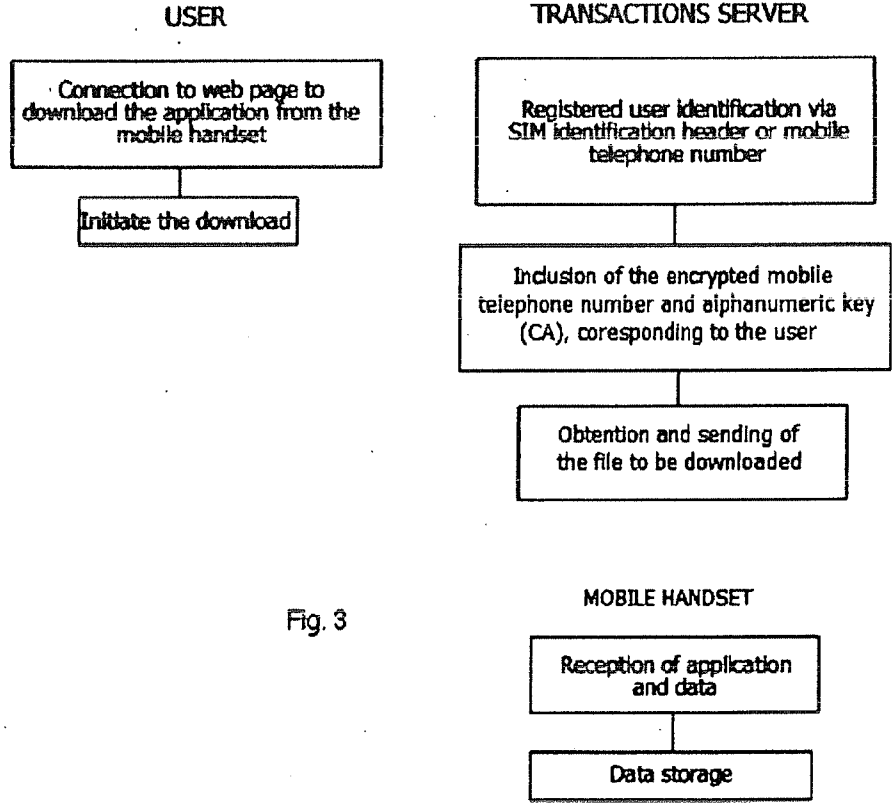 USER
Connection to web page to
download the application from the
mobile handset
Initiate the download
TRANSACTIONS SERVER
Registered user identification via
SIM identification header or mobile
telephone number
Inclusion of the encrypted mobile
telephone number and alphanumeric key
(CA), coresponding to the user
Obtention and sending of
the file to be downloaded
MOBILE HANDSET
Reception of application
and data
Data storage
Fig. 3